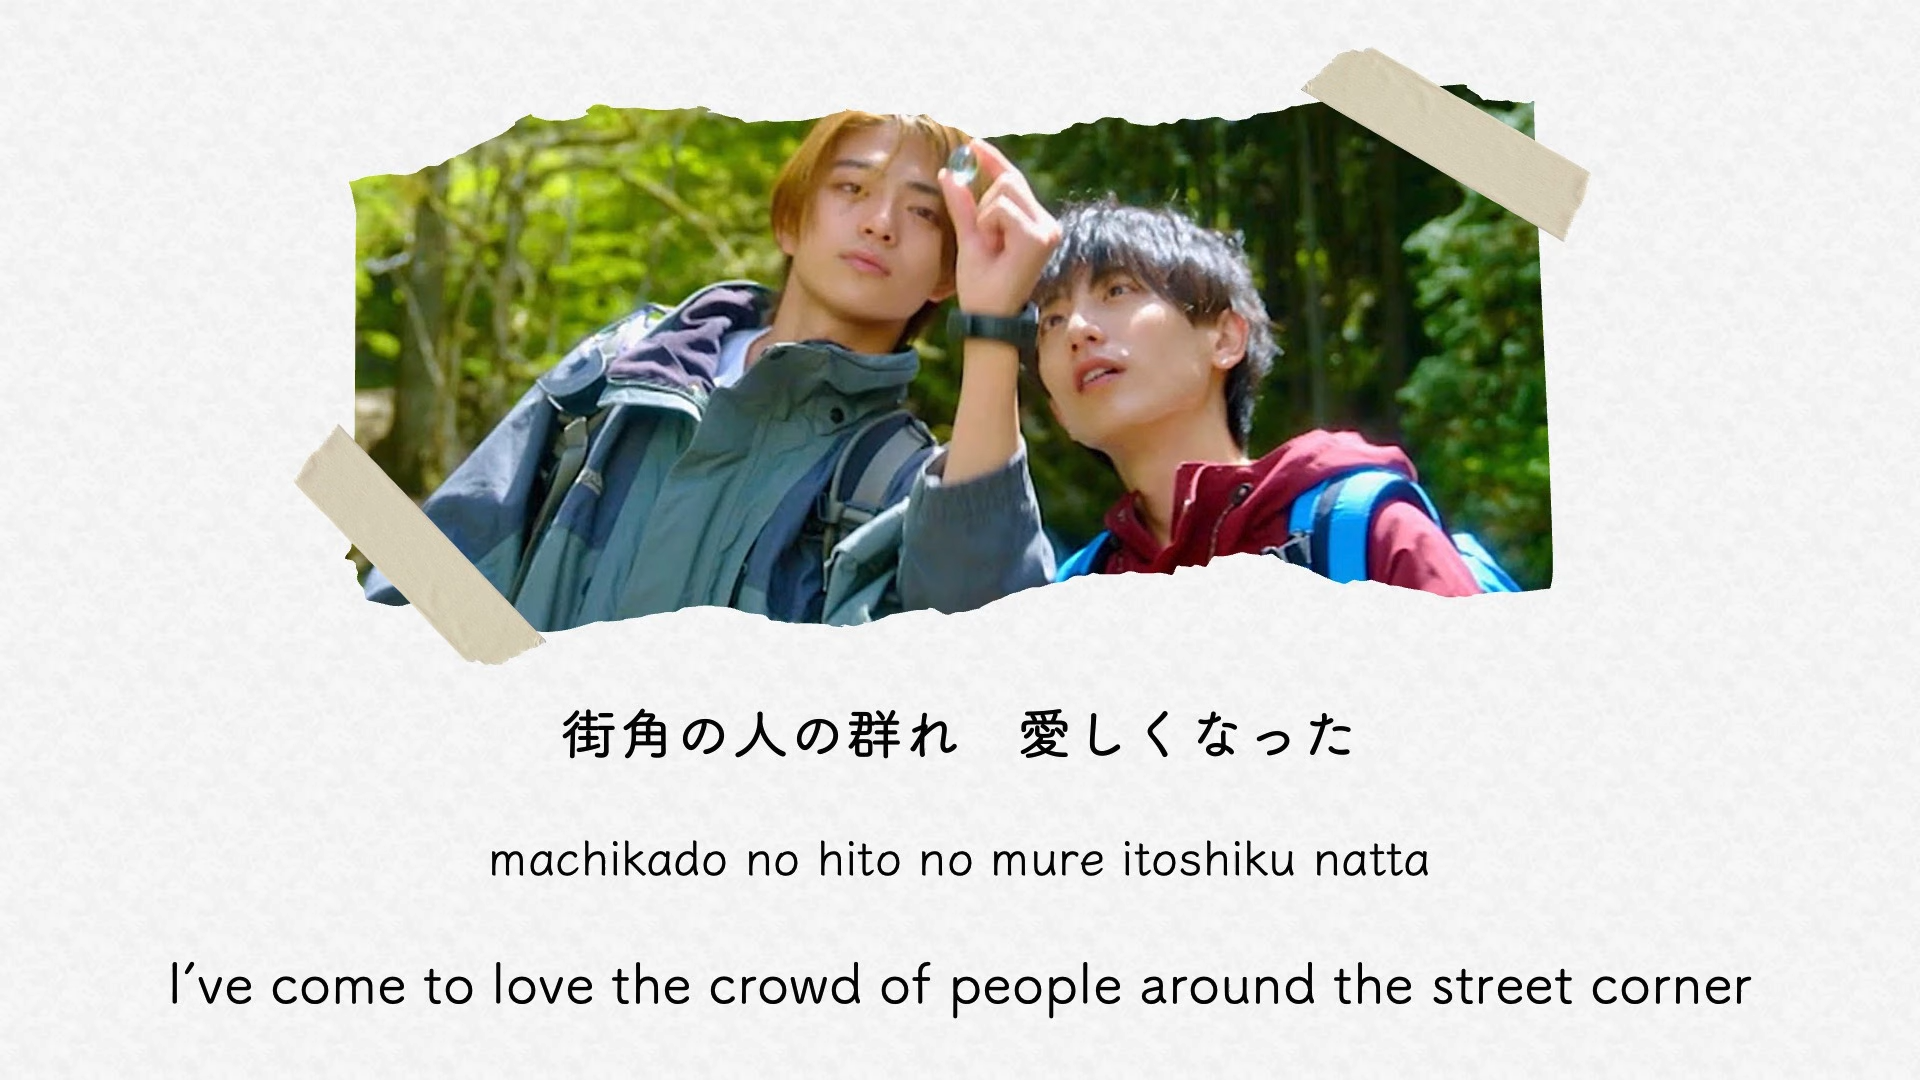 街角の人の群れ　愛しくなった
machikado no hito no mure itoshiku natta
I've come to love the crowd of people around the street corner